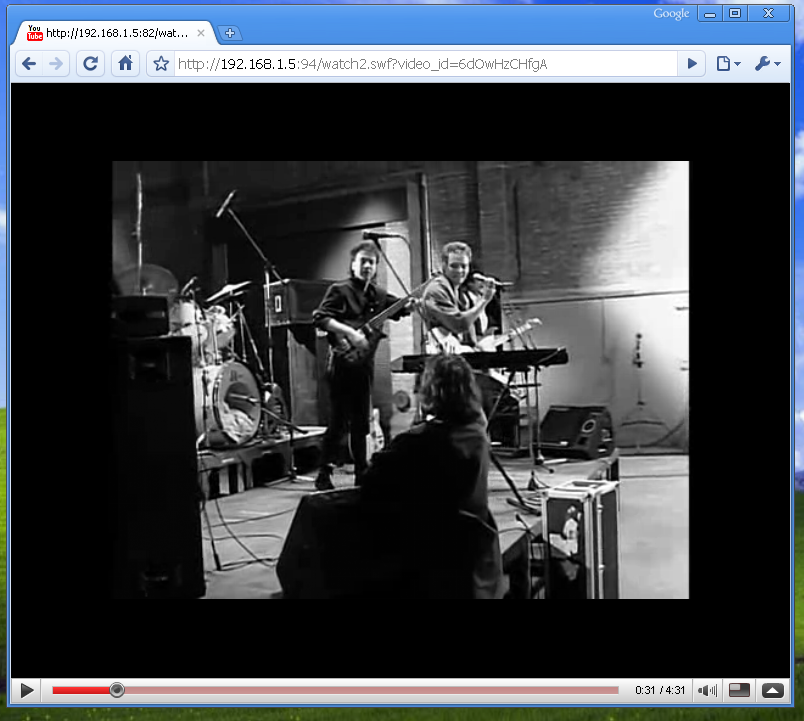 Google
You
Tube
http://192.168.1.5:82/wat...
http://192.168.1.5:94/watch2.swf?video_id=6dOwHzCHfgA
0:31 / 4:31